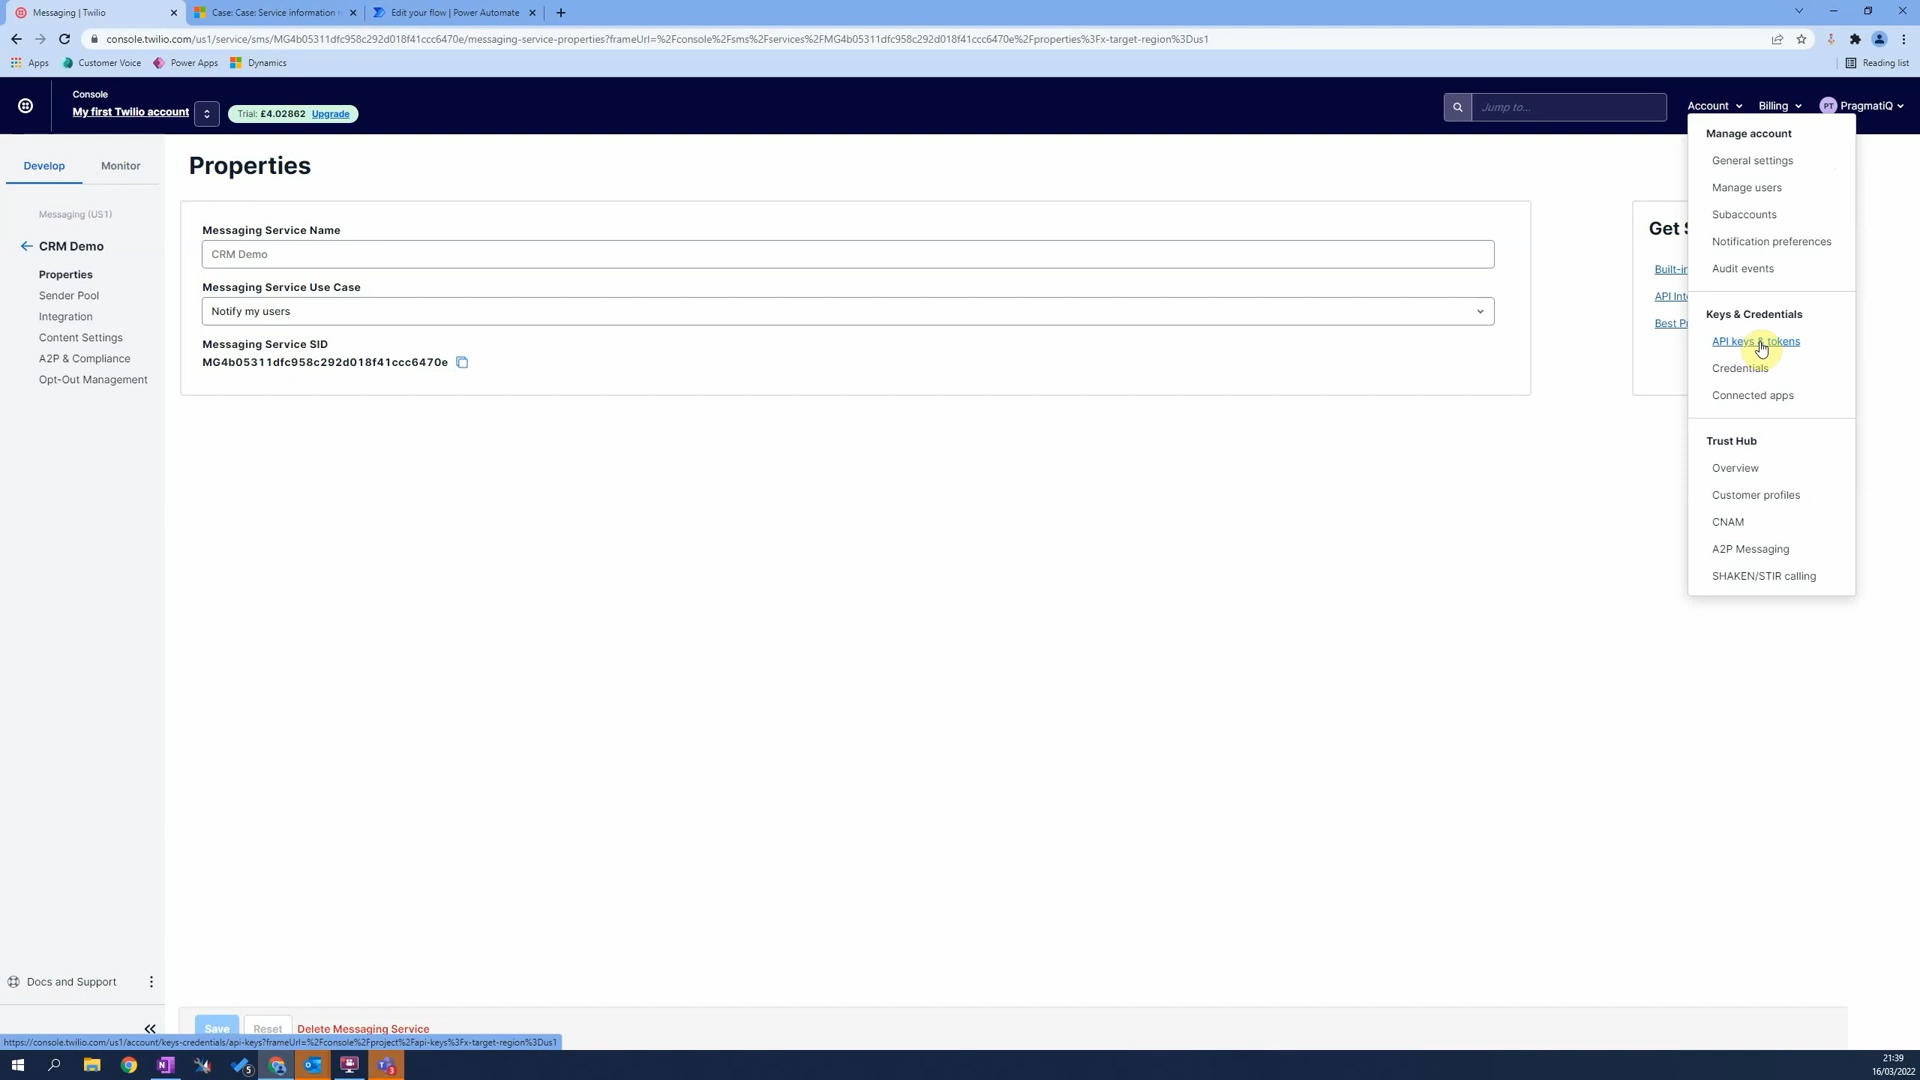 Messaging | Twilio
Case: Case: Service information
Edit your flow | Power Automate
console.twilio.com/us1/service/sms/MG4b05311dfc958c292d018f41ccc6470e/messaging-service-properties?frameUrl=%2Fconsole%2Fsms%2Fservices%2FMG4b05311dfc958c292d018f41ccc6470e%2Fproperties%3Fx-target-region%3Dus1
Apps
Customer Voice
Power Apps
Dynamics
Reading list
Console
My first Twilio account
Trial: £4.02862 Upgrade
Jump to...
Account
Billing
PT PragmatiQ
Develop
Monitor
Messaging (US1)
CRM Demo
Properties
Sender Pool
Integration
Content Settings
A2P & Compliance
Opt-Out Management
Docs and Support
Properties
Messaging Service Name
CRM Demo
Messaging Service Use Case
Notify my users
Messaging Service SID
MG4b05311dfc958c292d018f41ccc6470e
Get
Built-in
API
Best
Manage account
General settings
Manage users
Subaccounts
Notification preferences
Audit events
Keys & Credentials
API keys & tokens
Credentials
Connected apps
Trust Hub
Overview
Customer profiles
CNAM
A2P Messaging
SHAKEN/STIR calling
Save
Reset
Delete Messaging Service
https://console.twilio.com/us1/account/keys-credentials/api-keys?frameUrl=%2Fconsole%2Fproject%2Fapi-keys%3Fx-target-region%3Dus1
5
3
21:39
16/03/2022